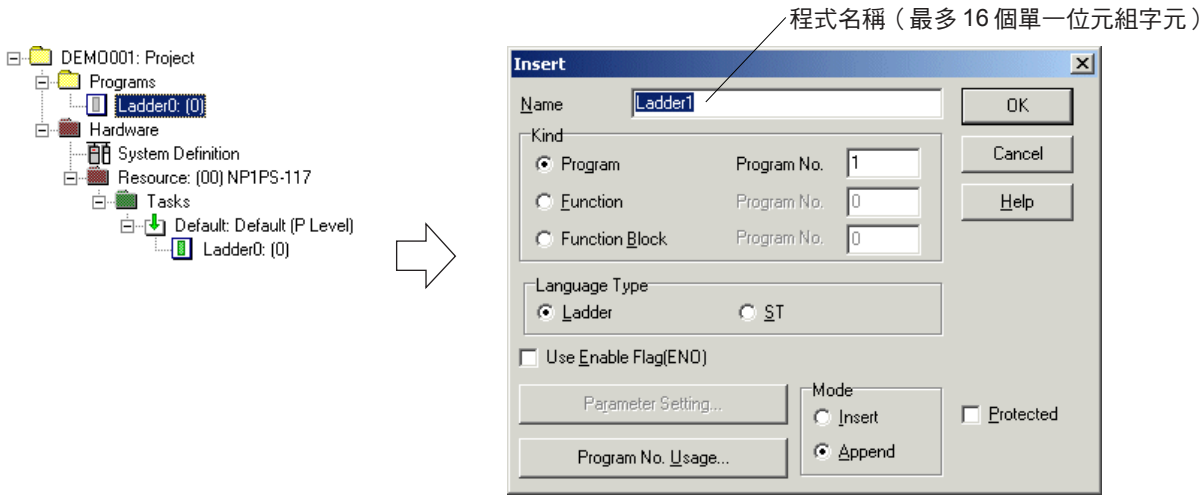 程式名稱（最多 16 個單一位元組字元）
DEMO001: Project
Programs
Ladder0: (0)
Hardware
System Definition
Resource: (00) NP1PS-117
Tasks
Default: Default (P Level)
Ladder0: (0)
Insert
Name
Ladder1
OK
Kind
Program
Program No.
1
Cancel
Function
Program No.
0
Help
Function Block
Program No.
0
Language Type
Ladder
ST
Use Enable Flag(ENO)
Parameter Setting...
Mode
Insert
Protected
Append
Program No. Usage...